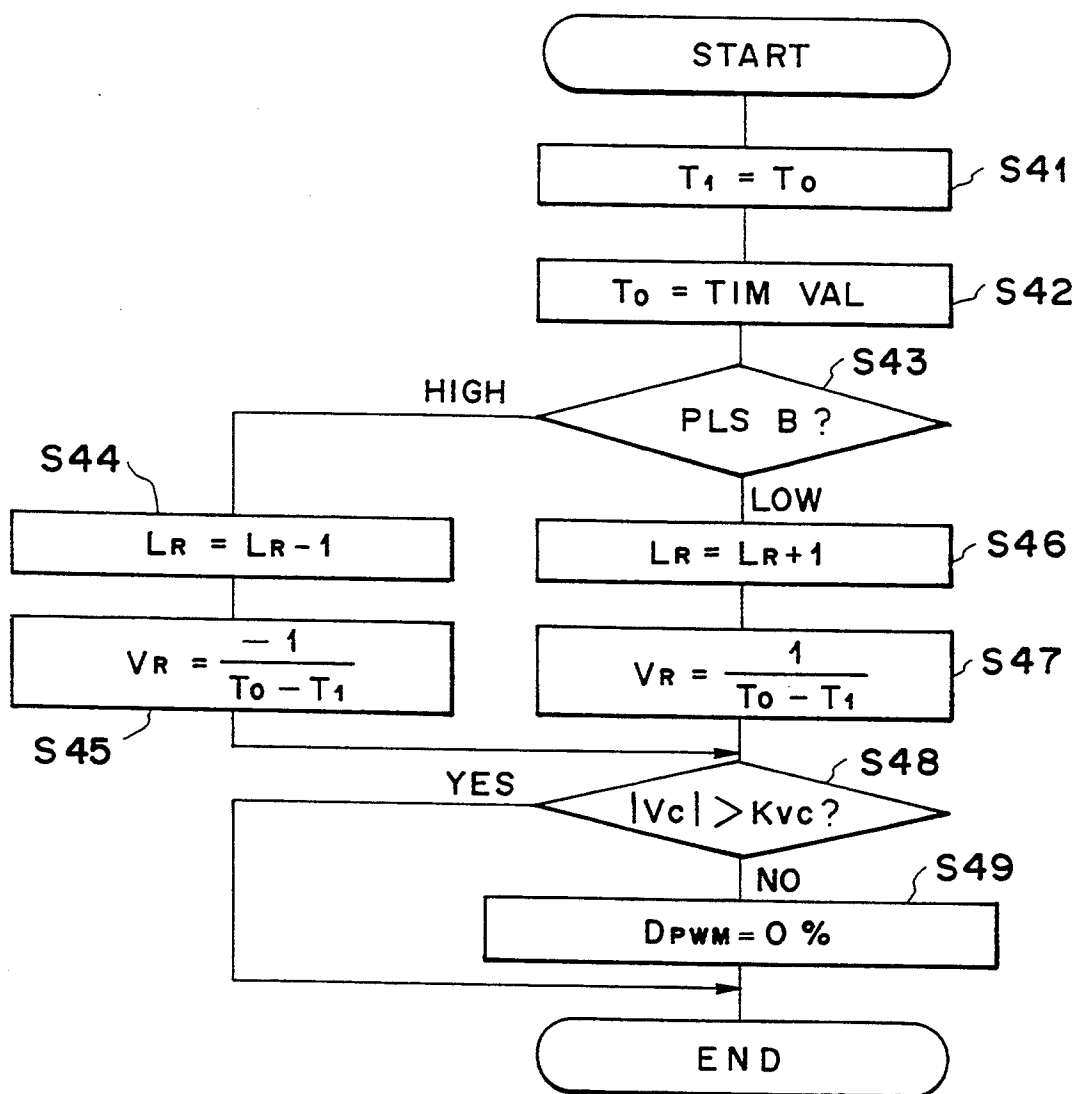 START
T1 = T0
S41
T0 = TIM VAL
S42
S43
HIGH
PLS B ?
S44
LOW
LR = LR-1
LR = LR+1
S46
VR = -1 / T0 - T1
VR = 1 / T0 - T1
S47
S45
S48
YES
|Vc| > Kvc ?
NO
S49
DPWM = 0 %
END